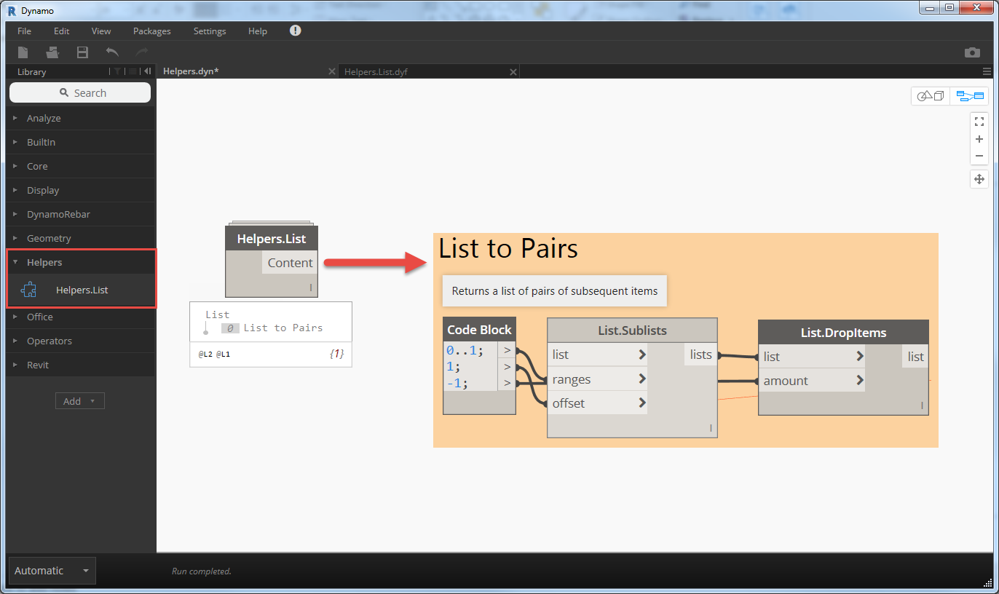 Dynamo
File Edit View Packages Settings Help
Library
Helpers.dyn*
Helpers.List.dyf
Search
Analyze
BuiltIn
Core
Display
DynamoRebar
Geometry
Helpers
Helpers.List
Office
Operators
Revit
Add
Helpers.List
Content
l
List
0 List to Pairs
@L2 @L1 {1}
List to Pairs
Returns a list of pairs of subsequent items
Code Block
0..1; >
1; >
-1; >
List.Sublists
list > lists
ranges >
offset >
l
List.DropItems
list > list
amount >
l
Automatic
Run completed.